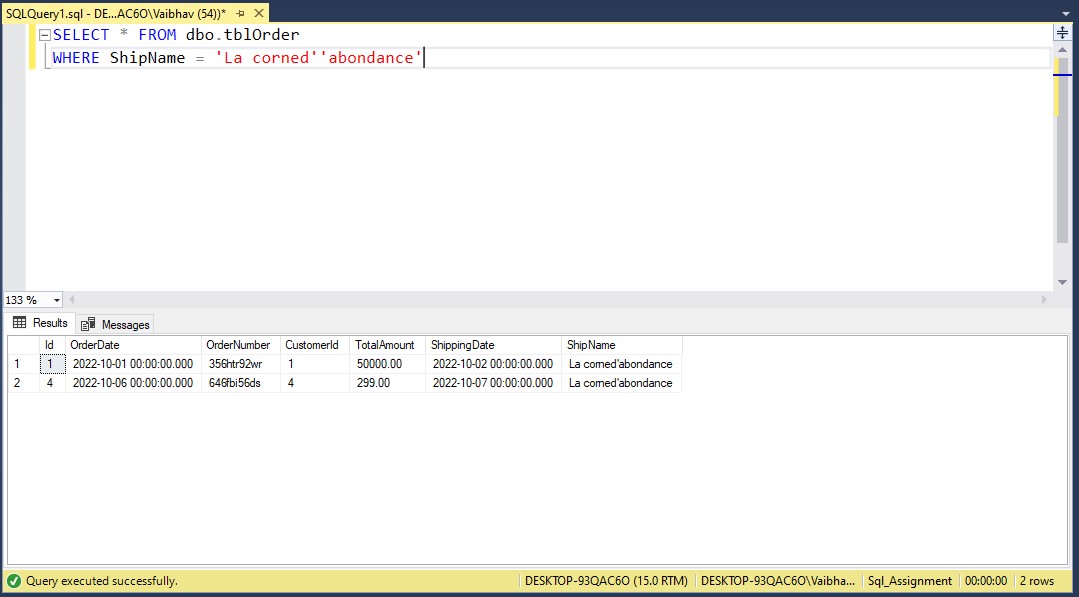 SQLQuery1.sql - DE...AC6O\Vaibhav (54))*
SELECT * FROM dbo.tblOrder
WHERE ShipName = 'La corned''abondance'
133 %
Results Messages
Id OrderDate OrderNumber CustomerId TotalAmount ShippingDate ShipName
1 1 2022-10-01 00:00:00.000 356htr92wr 1 50000.00 2022-10-02 00:00:00.000 La corned'abondance
2 4 2022-10-06 00:00:00.000 646fbi56ds 4 299.00 2022-10-07 00:00:00.000 La corned'abondance
Query executed successfully. DESKTOP-93QAC6O (15.0 RTM) DESKTOP-93QAC6O\Vaibha... Sql_Assignment 00:00:00 2 rows